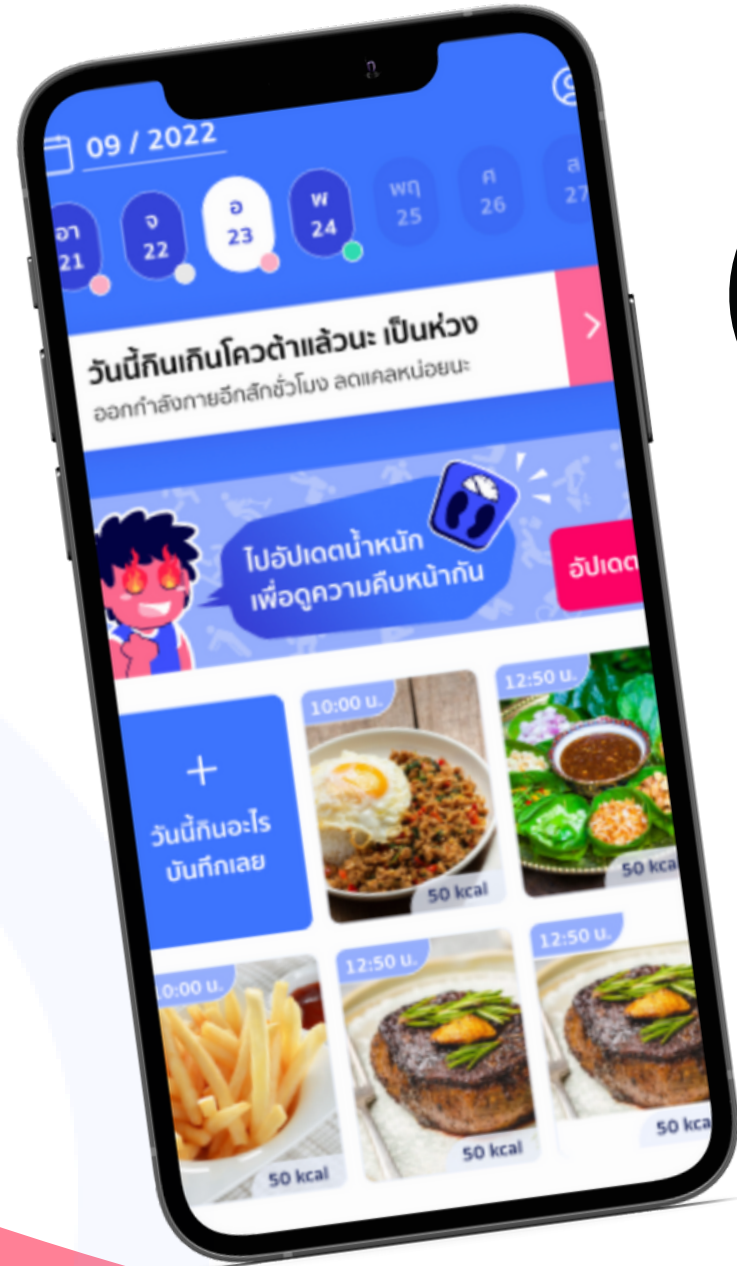 09 / 2022
อา จ อ พ พฤ ศ ส
21 22 23 24 25 26 27
วันนี้กินเกินโควต้าแล้วนะ เป็นห่วง
ออกกำลังกายอีกสักชั่วโมง ลดแคลหน่อยนะ
ไปอัปเดตน้ำหนัก
เพื่อดูความคืบหน้ากัน
อัปเดต
+
วันนี้กินอะไร
บันทึกเลย
10:00 น.
50 kcal
12:50 น.
50 kca
0:00 น.
50 kcal
12:50 น.
50 kcal
12:50 น.
50 kca